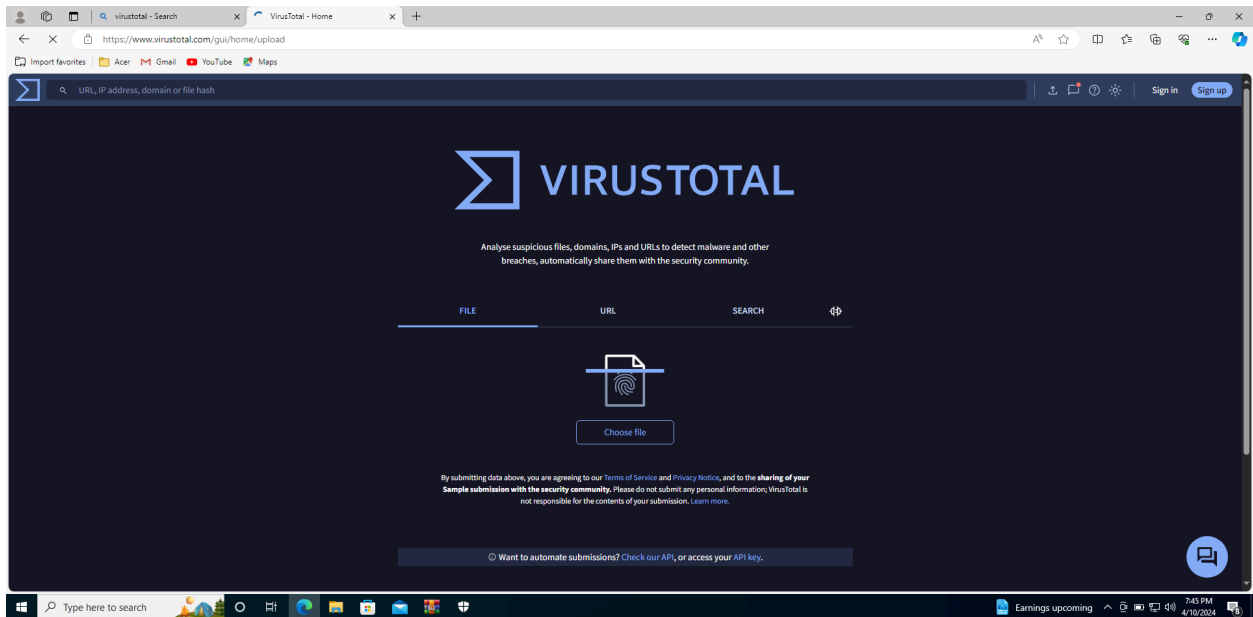 virustotal - Search
VirusTotal - Home
https://www.virustotal.com/gui/home/upload
Import favorites
Acer
Gmail
YouTube
Maps
URL, IP address, domain or file hash
Sign in
Sign up
VIRUSTOTAL
Analyse suspicious files, domains, IPs and URLs to detect malware and other
breaches, automatically share them with the security community.
FILE
URL
SEARCH
Choose file
By submitting data above, you are agreeing to our Terms of Service and Privacy Notice, and to the sharing of your
Sample submission with the security community. Please do not submit any personal information; VirusTotal is
not responsible for the contents of your submission. Learn more.
Want to automate submissions? Check our API, or access your API key.
Type here to search
Earnings upcoming
7:45 PM
4/10/2024